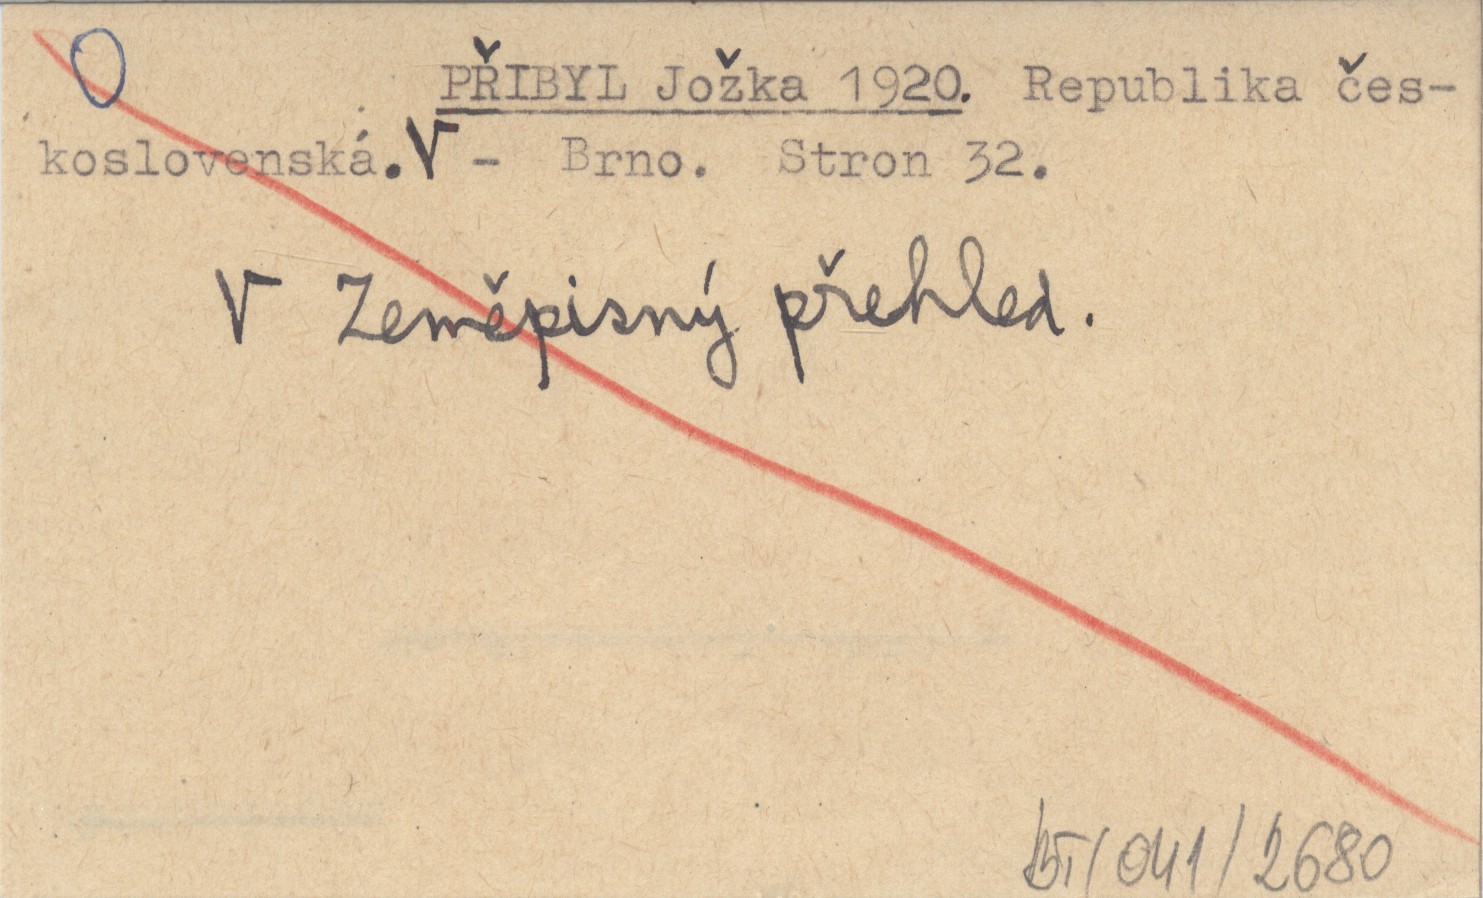 PŘIBYL Jožka 1920. Republika čes-
koslovenská. V - Brno. Stron 32.
V Zeměpisný přehled.
BT/041/2680